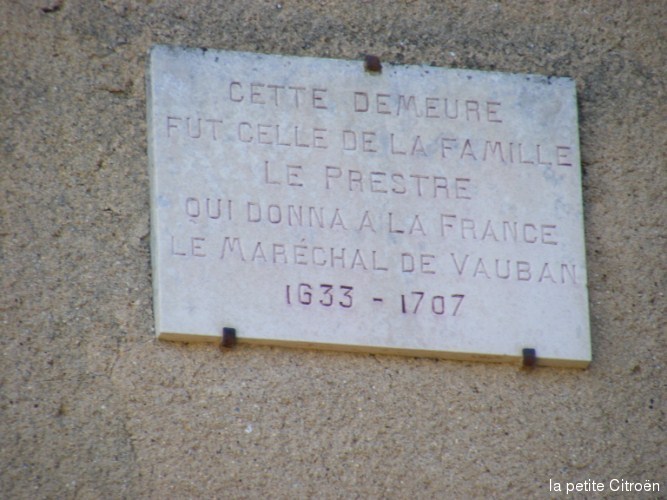 CETTE DEMEURE
FUT CELLE DE LA FAMILLE
LE PRESTRE
QUI DONNA A LA FRANCE
LE MARÉCHAL DE VAUBAN
1633 - 1707
la petite Citroën